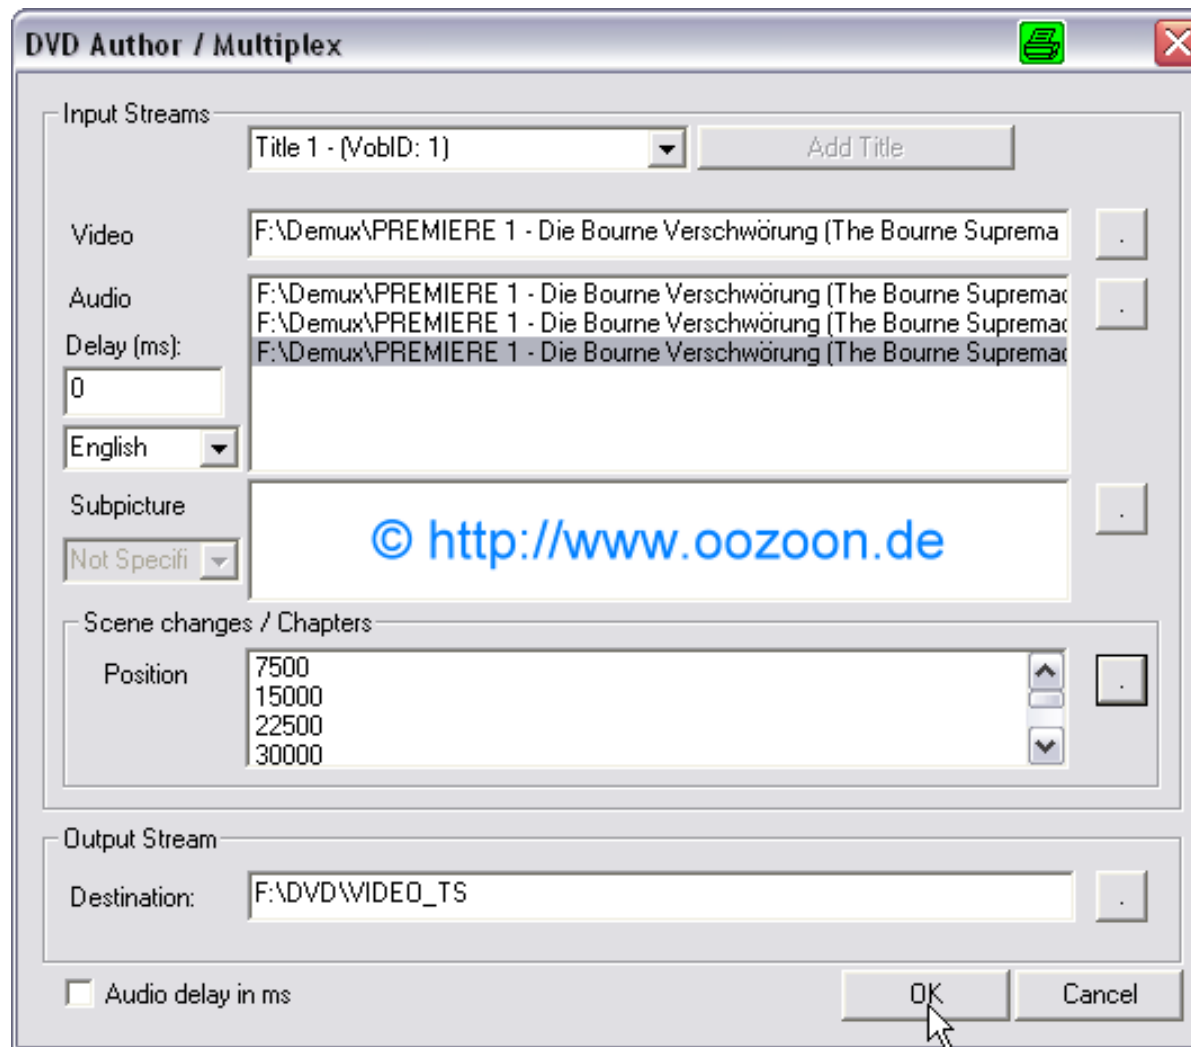 DVD Author / Multiplex
Input Streams
Title 1 - (VobID: 1)
Add Title
Video
F:\Demux\PREMIERE 1 - Die Bourne Verschwörung (The Bourne Suprema
Audio
F:\Demux\PREMIERE 1 - Die Bourne Verschwörung (The Bourne Supremac
F:\Demux\PREMIERE 1 - Die Bourne Verschwörung (The Bourne Supremac
F:\Demux\PREMIERE 1 - Die Bourne Verschwörung (The Bourne Supremac
Delay (ms):
0
English
Subpicture
Not Specifi
© http://www.oozoon.de
Scene changes / Chapters
Position
7500
15000
22500
30000
Output Stream
Destination:
F:\DVD\VIDEO_TS
Audio delay in ms
OK
Cancel